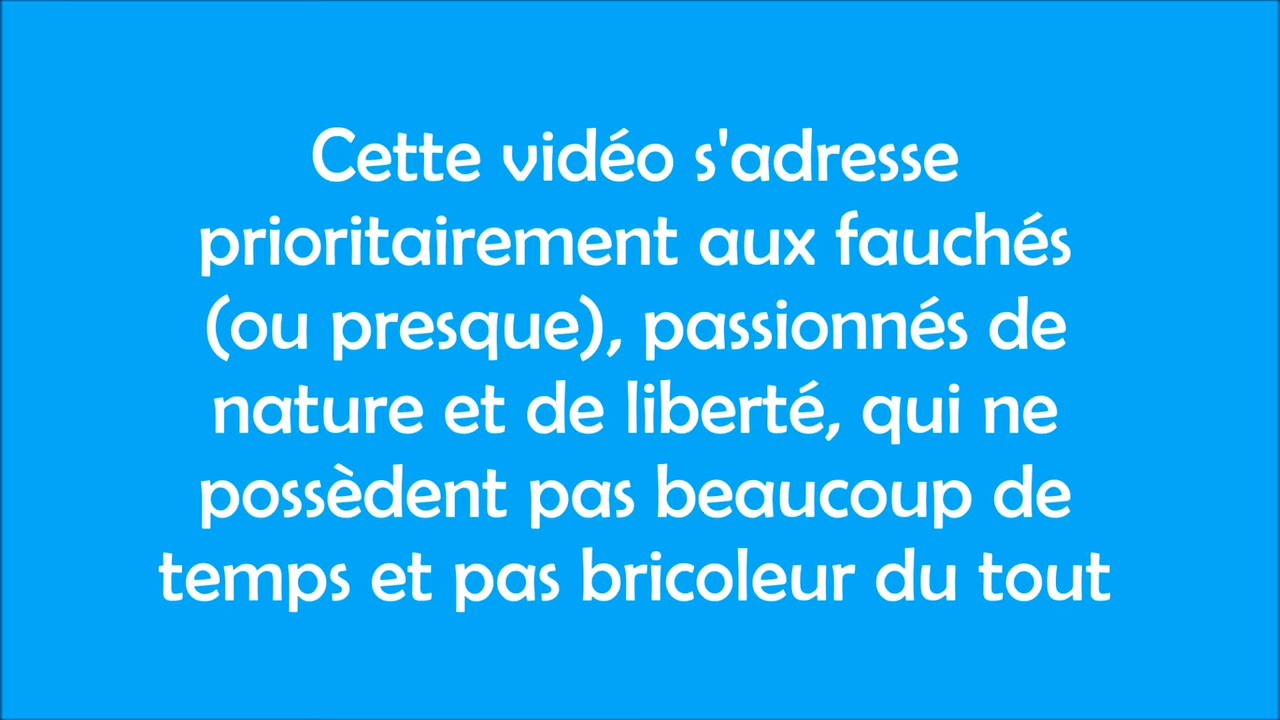 Cette vidéo s'adresse
prioritairement aux fauchés
(ou presque), passionnés de
nature et de liberté, qui ne
possèdent pas beaucoup de
temps et pas bricoleur du tout